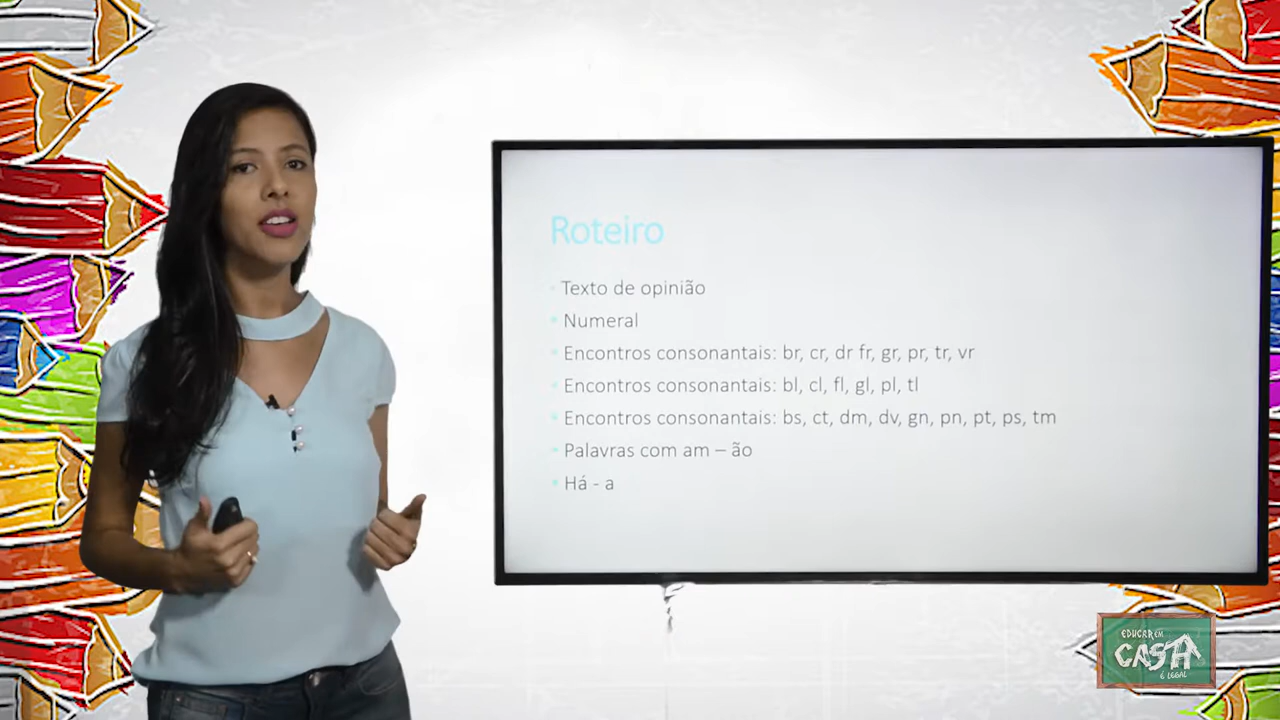 Roteiro
Texto de opinião
Numeral
Encontros consonantais: br, cr, dr fr, gr, pr, tr, vr
Encontros consonantais: bl, cl, fl, gl, pl, tl
Encontros consonantais: bs, ct, dm, dv, gn, pn, pt, ps, tm
Palavras com am – ão
Há - a
EDUCAR EM
CASA
É LEGAL